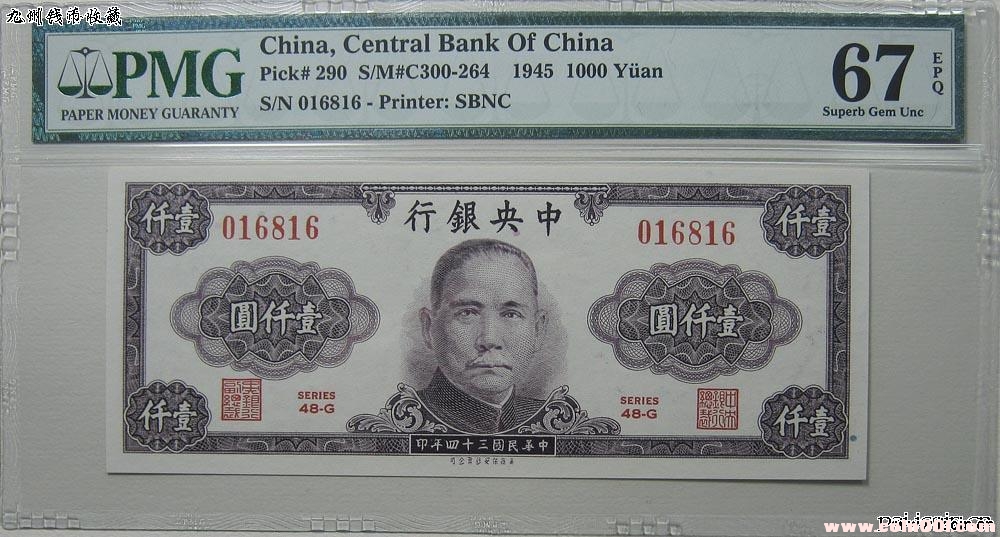 九州钱币收藏
PMG
PAPER MONEY GUARANTY
China, Central Bank Of China
Pick# 290 S/M#C300-264 1945 1000 Yüan
S/N 016816 - Printer: SBNC
67
EPQ
Superb Gem Unc
行銀央中
仟壹
016816
016816
仟壹
圓仟壹
圓仟壹
SERIES
48-G
SERIES
48-G
仟壹
仟壹
印年四十三國民華中
www.coin001.com